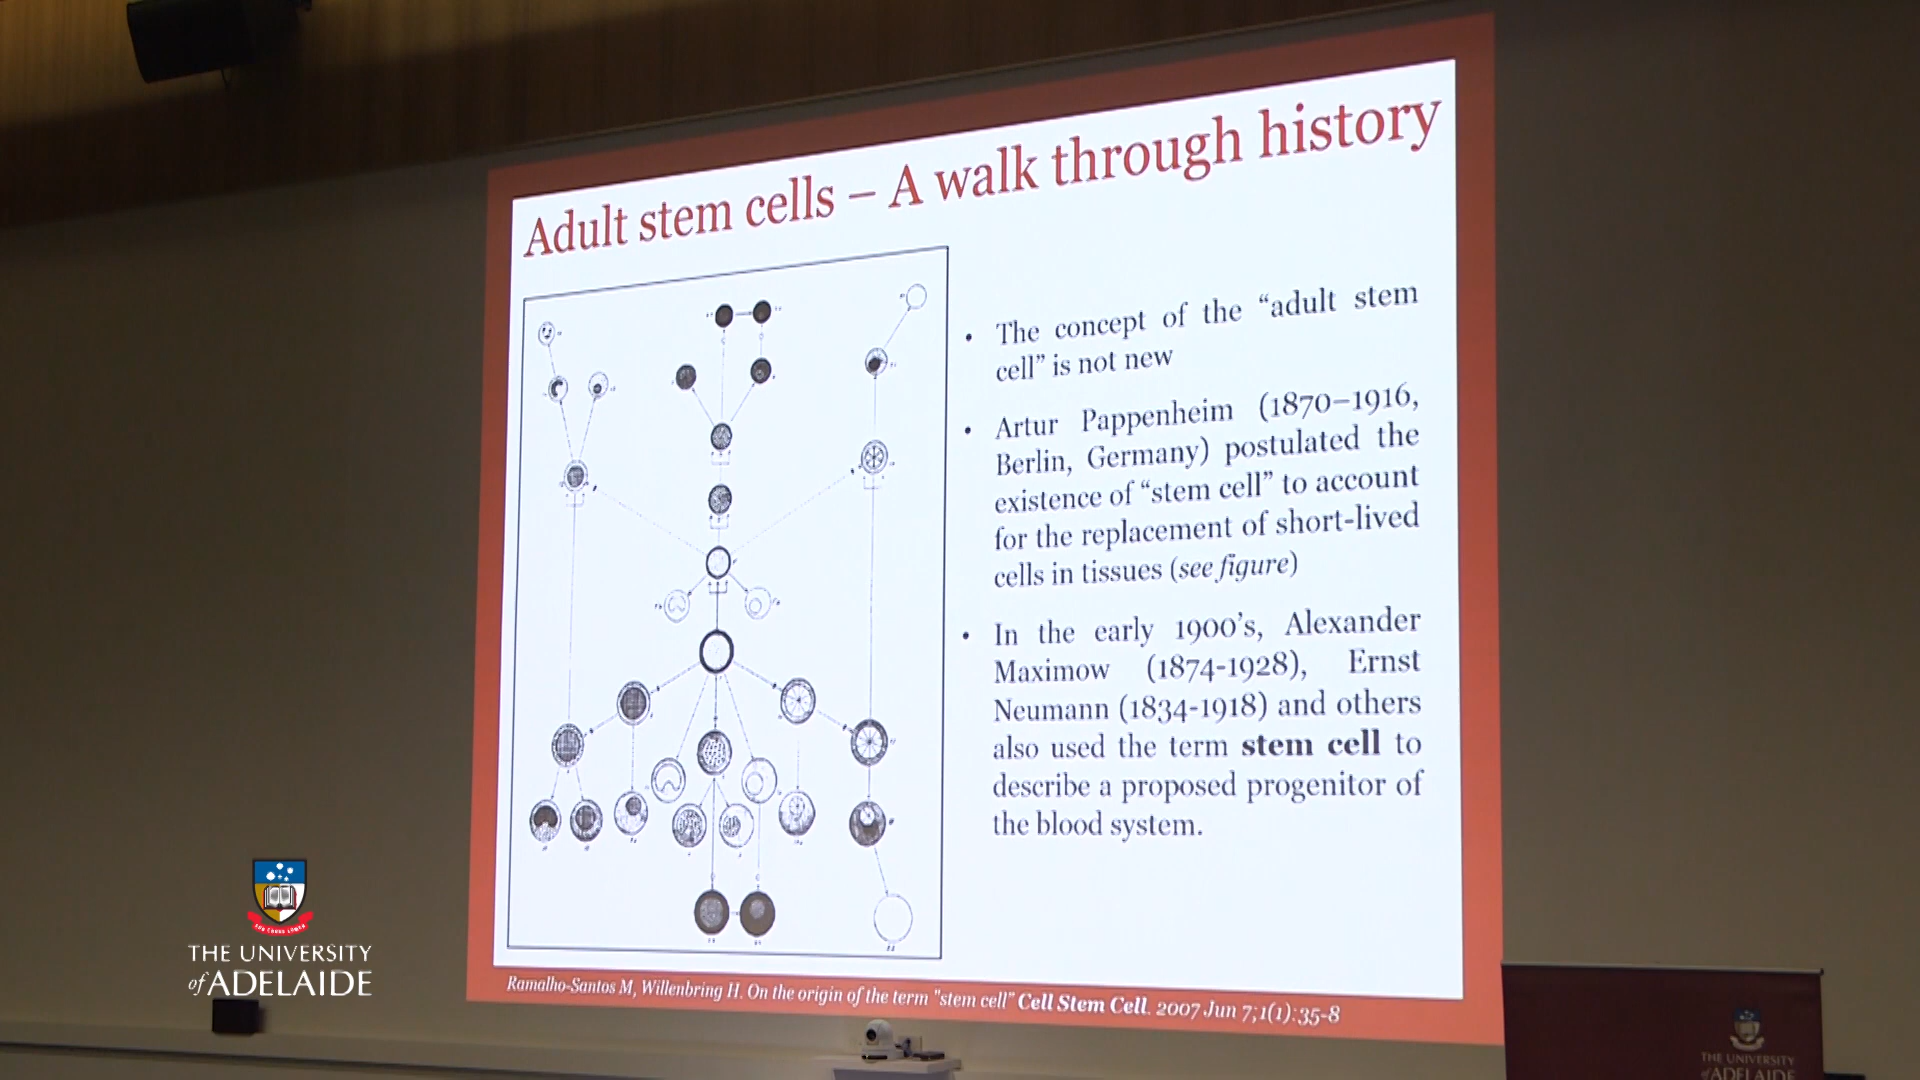 Adult stem cells – A walk through history
• The concept of the “adult stem
cell” is not new
• Artur Pappenheim (1870–1916,
Berlin, Germany) postulated the
existence of “stem cell” to account
for the replacement of short-lived
cells in tissues (see figure)
• In the early 1900’s, Alexander
Maximow (1874-1928), Ernst
Neumann (1834-1918) and others
also used the term stem cell to
describe a proposed progenitor of
the blood system.
Ramalho-Santos M, Willenbring H. On the origin of the term "stem cell" Cell Stem Cell. 2007 Jun 7;1(1):35-8
THE UNIVERSITY
of ADELAIDE
THE UNIVERSITY
of ADELAIDE